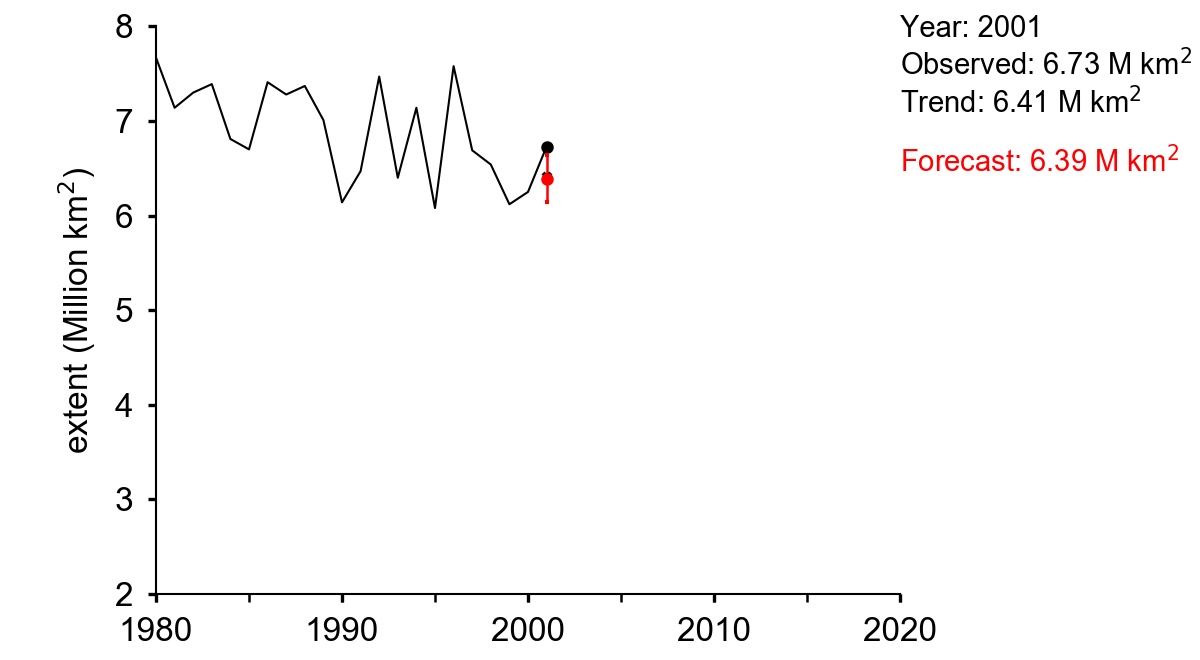 Year: 2001
Observed: 6.73 M km²
Trend: 6.41 M km²
Forecast: 6.39 M km²
extent (Million km²)
8
7
6
5
4
3
2
1980 1990 2000 2010 2020